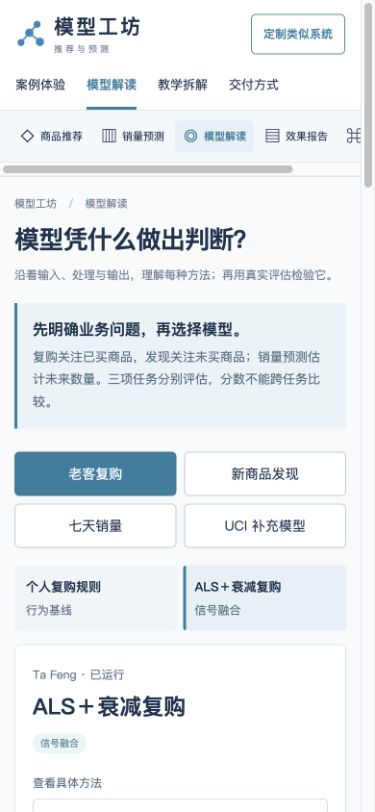 模型工坊
推荐与预测
定制类似系统
案例体验 模型解读 教学拆解 交付方式
商品推荐 销量预测 模型解读 效果报告
模型工坊 / 模型解读
模型凭什么做出判断？
沿着输入、处理与输出，理解每种方法；再用真实评估检验它。
先明确业务问题，再选择模型。
复购关注已买商品，发现关注未买商品；销量预测估
计未来数量。三项任务分别评估，分数不能跨任务比
较。
老客复购 新商品发现
七天销量 UCI 补充模型
个人复购规则 ALS＋衰减复购
行为基线 信号融合
Ta Feng · 已运行
ALS＋衰减复购
信号融合
查看具体方法